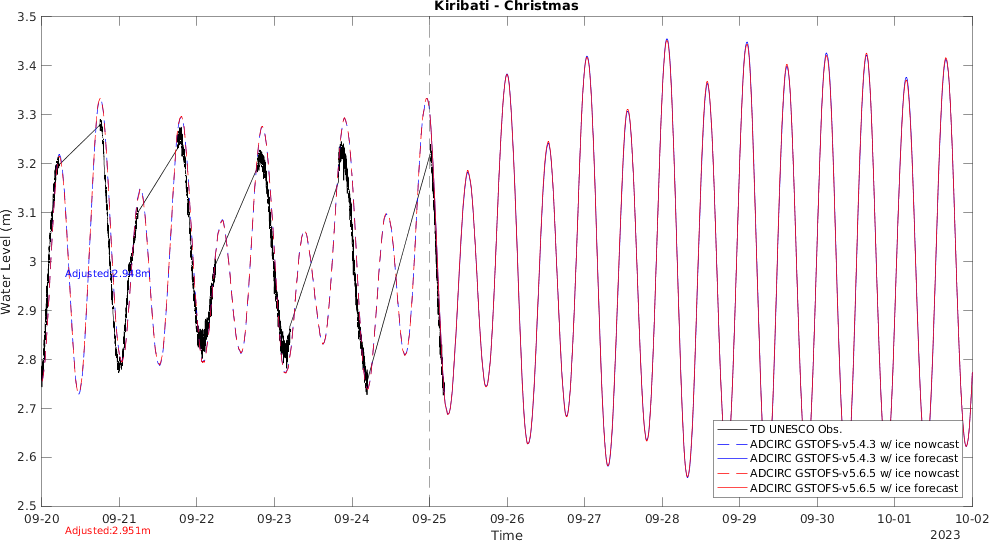 Kiribati - Christmas
3.5
3.4
3.3
3.2
3.1
3
2.9
2.8
2.7
2.6
2.5
Water Level (m)
Adjusted:2.948m
TD UNESCO Obs.
ADCIRC GSTOFS-v5.4.3 w/ ice nowcast
ADCIRC GSTOFS-v5.4.3 w/ ice forecast
ADCIRC GSTOFS-v5.6.5 w/ ice nowcast
ADCIRC GSTOFS-v5.6.5 w/ ice forecast
09-20 09-21 09-22 09-23 09-24 09-25 09-26 09-27 09-28 09-29 09-30 10-01 10-02
Adjusted:2.951m
Time
2023